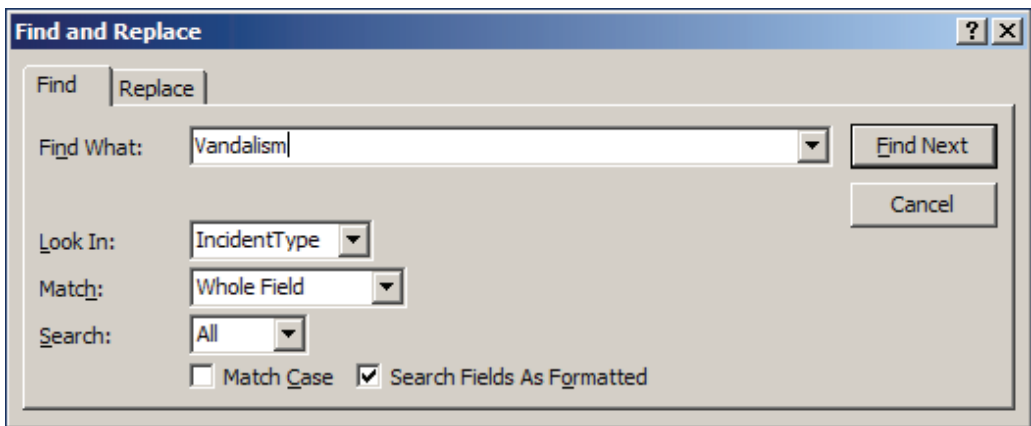 Find and Replace
Find
Replace
Find What:
Vandalism
Find Next
Cancel
Look In:
IncidentType
Match:
Whole Field
Search:
All
Match Case
Search Fields As Formatted